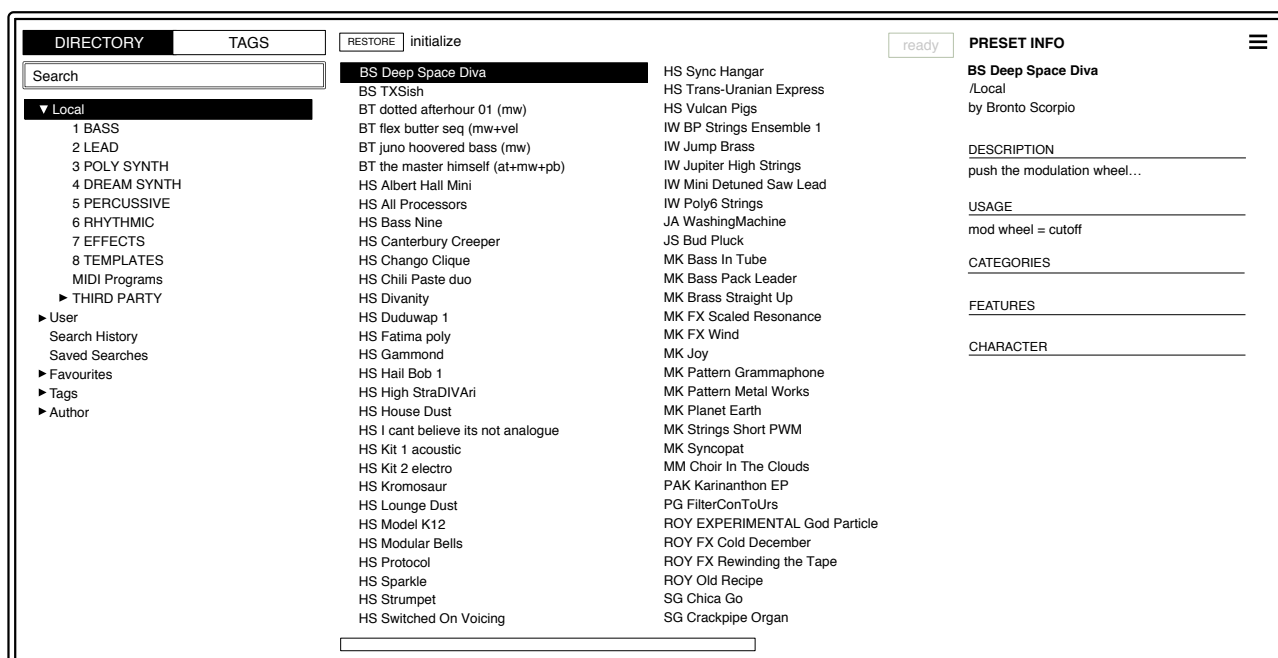 DIRECTORY
TAGS
Search
▼ Local
1 BASS
2 LEAD
3 POLY SYNTH
4 DREAM SYNTH
5 PERCUSSIVE
6 RHYTHMIC
7 EFFECTS
8 TEMPLATES
MIDI Programs
► THIRD PARTY
► User
Search History
Saved Searches
► Favourites
► Tags
► Author
RESTORE initialize
ready
BS Deep Space Diva
BS TXSish
BT dotted afterhour 01 (mw)
BT flex butter seq (mw+vel
BT juno hoovered bass (mw)
BT the master himself (at+mw+pb)
HS Albert Hall Mini
HS All Processors
HS Bass Nine
HS Canterbury Creeper
HS Chango Clique
HS Chili Paste duo
HS Divanity
HS Duduwap 1
HS Fatima poly
HS Gammond
HS Hail Bob 1
HS High StraDIVAri
HS House Dust
HS I cant believe its not analogue
HS Kit 1 acoustic
HS Kit 2 electro
HS Kromosaur
HS Lounge Dust
HS Model K12
HS Modular Bells
HS Protocol
HS Sparkle
HS Strumpet
HS Switched On Voicing
HS Sync Hangar
HS Trans-Uranian Express
HS Vulcan Pigs
IW BP Strings Ensemble 1
IW Jump Brass
IW Jupiter High Strings
IW Mini Detuned Saw Lead
IW Poly6 Strings
JA WashingMachine
JS Bud Pluck
MK Bass In Tube
MK Bass Pack Leader
MK Brass Straight Up
MK FX Scaled Resonance
MK FX Wind
MK Joy
MK Pattern Grammaphone
MK Pattern Metal Works
MK Planet Earth
MK Strings Short PWM
MK Syncopat
MM Choir In The Clouds
PAK Karinanthon EP
PG FilterConToUrs
ROY EXPERIMENTAL God Particle
ROY FX Cold December
ROY FX Rewinding the Tape
ROY Old Recipe
SG Chica Go
SG Crackpipe Organ
PRESET INFO
BS Deep Space Diva
/Local
by Bronto Scorpio
DESCRIPTION
push the modulation wheel…
USAGE
mod wheel = cutoff
CATEGORIES
FEATURES
CHARACTER